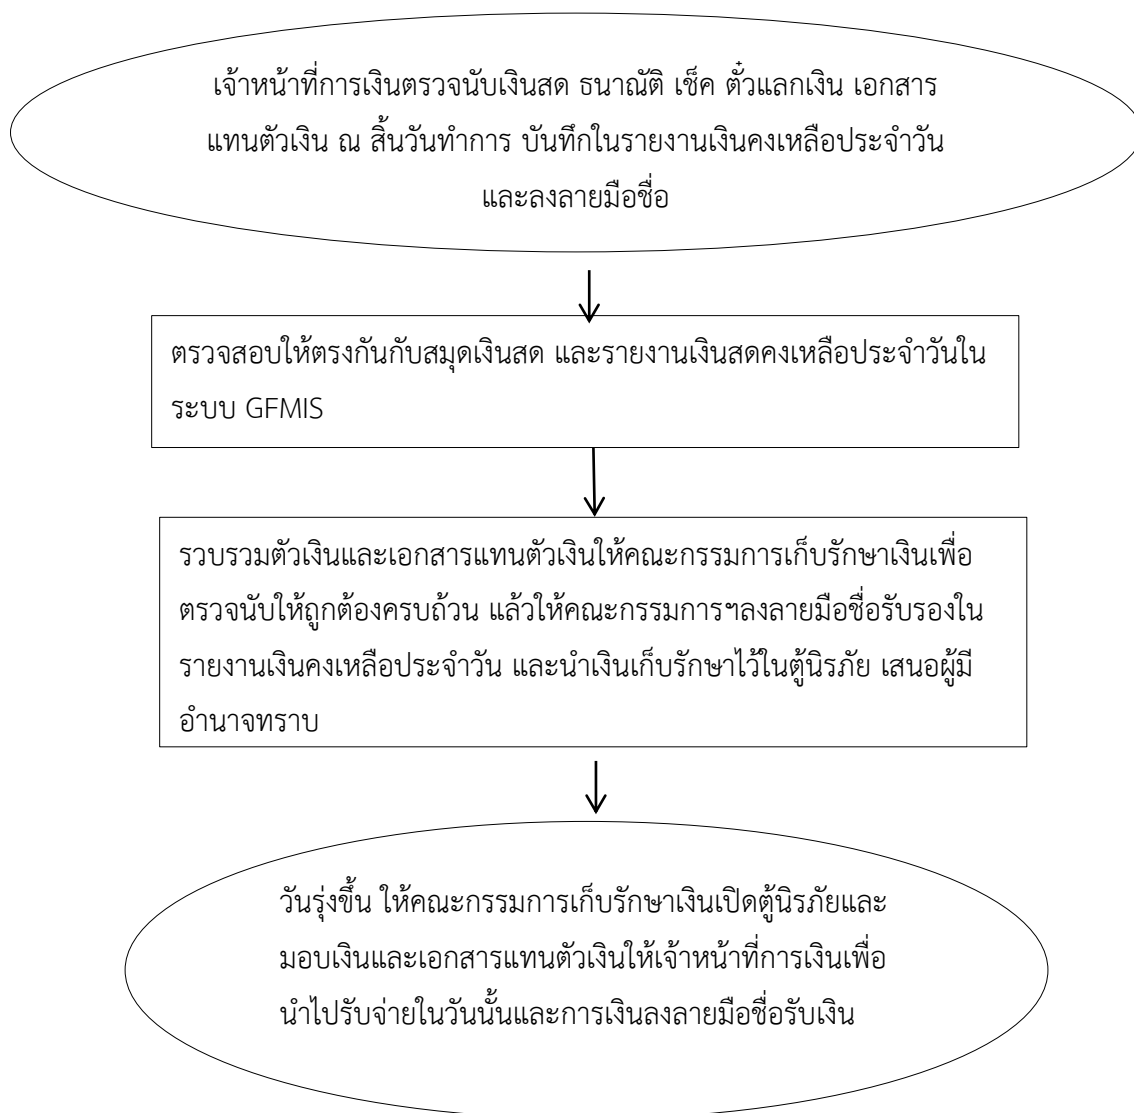 เจ้าหน้าที่การเงินตรวจนับเงินสด ธนาณัติ เช็ค ตั๋วแลกเงิน เอกสาร
แทนตัวเงิน ณ สิ้นวันทำการ บันทึกในรายงานเงินคงเหลือประจำวัน
และลงลายมือชื่อ
ตรวจสอบให้ตรงกันกับสมุดเงินสด และรายงานเงินสดคงเหลือประจำวันใน
ระบบ GFMIS
รวบรวมตัวเงินและเอกสารแทนตัวเงินให้คณะกรรมการเก็บรักษาเงินเพื่อ
ตรวจนับให้ถูกต้องครบถ้วน แล้วให้คณะกรรมการฯลงลายมือชื่อรับรองใน
รายงานเงินคงเหลือประจำวัน และนำเงินเก็บรักษาไว้ในตู้นิรภัย เสนอผู้มี
อำนาจทราบ
วันรุ่งขึ้น ให้คณะกรรมการเก็บรักษาเงินเปิดตู้นิรภัยและ
มอบเงินและเอกสารแทนตัวเงินให้เจ้าหน้าที่การเงินเพื่อ
นำไปรับจ่ายในวันนั้นและการเงินลงลายมือชื่อรับเงิน